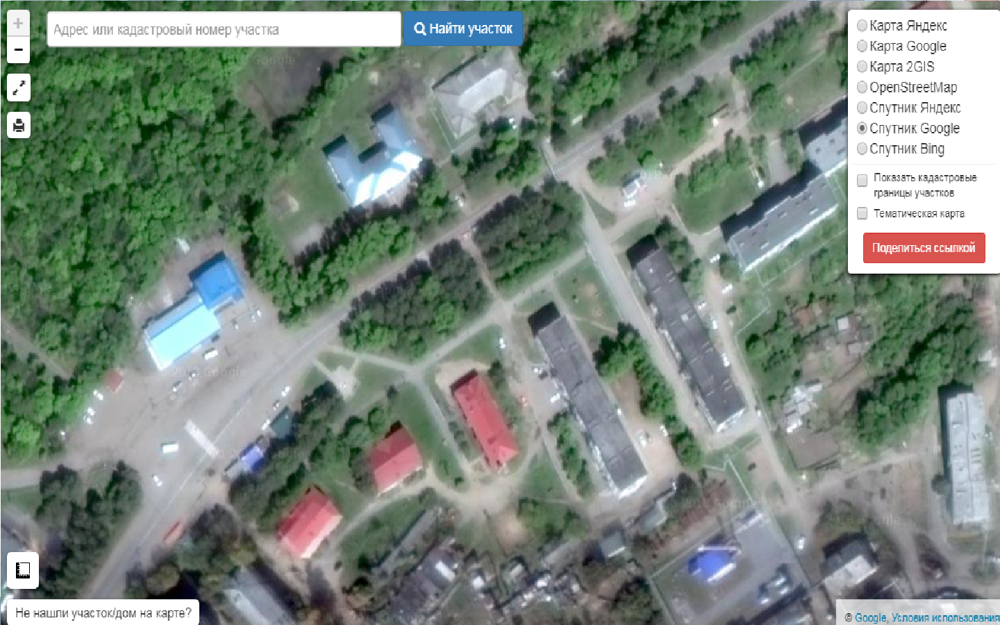 +
Адрес или кадастровый номер участка
Найти участок
−
Карта Яндекс
Карта Google
Карта 2GIS
OpenStreetMap
Спутник Яндекс
Спутник Google
Спутник Bing
Показать кадастровые
границы участков
Тематическая карта
Поделиться ссылкой
Не нашли участок/дом на карте?
© Google, Условия использования